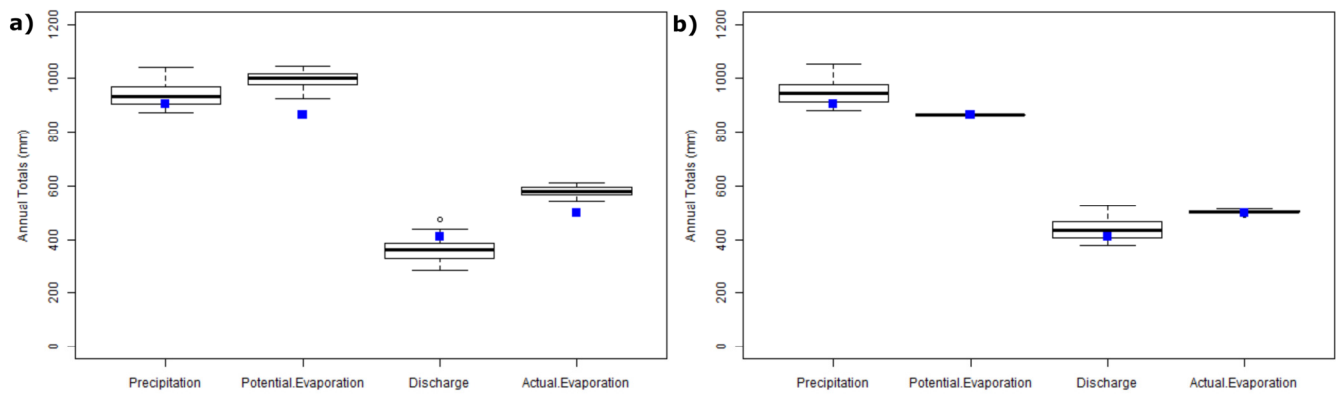 a)
Annual Totals (mm)
1200
1000
800
600
400
200
0
Precipitation
Potential.Evaporation
Discharge
Actual.Evaporation
b)
Annual Totals (mm)
1200
1000
800
600
400
200
0
Precipitation
Potential.Evaporation
Discharge
Actual.Evaporation